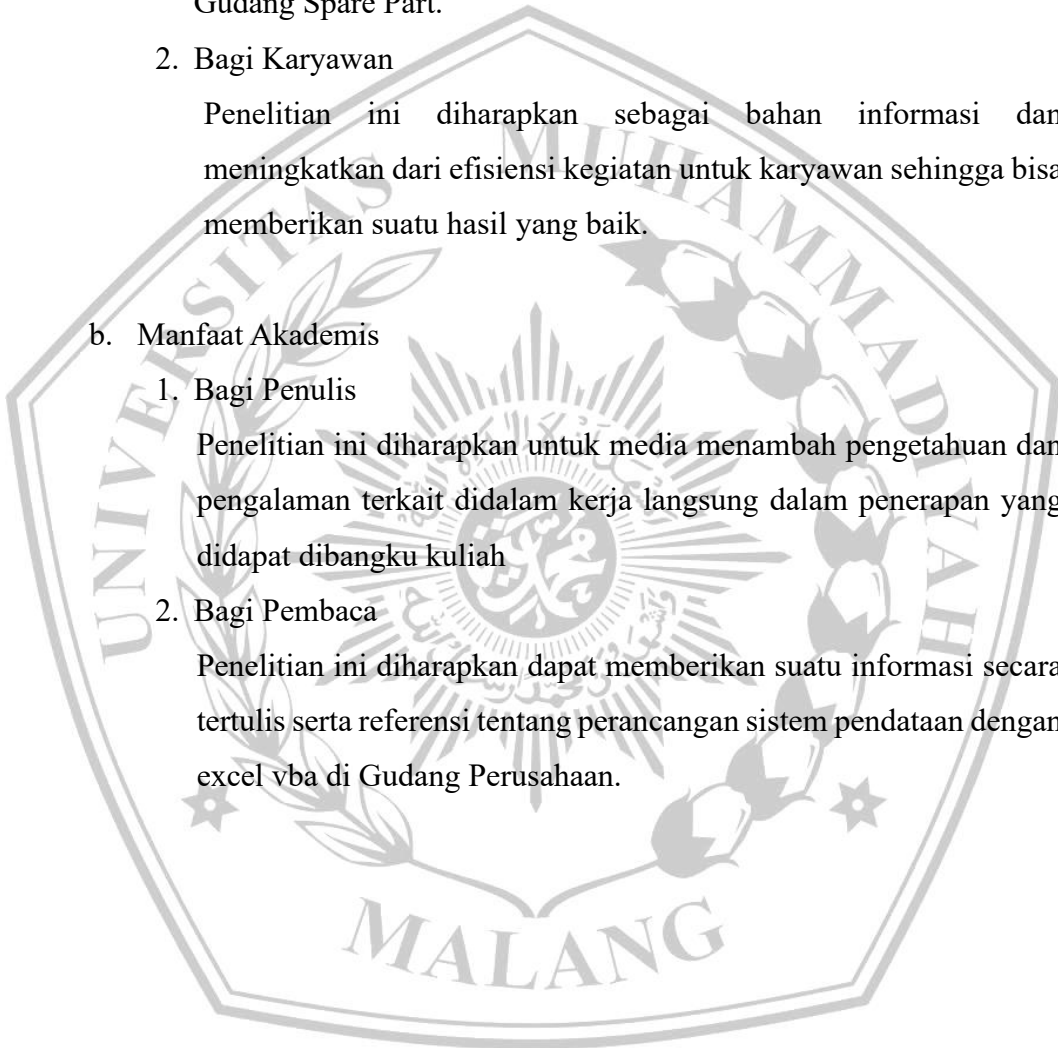 Gudang Spare Part.
2. Bagi Karyawan
Penelitian ini diharapkan sebagai bahan informasi dan
meningkatkan dari efisiensi kegiatan untuk karyawan sehingga bisa
memberikan suatu hasil yang baik.
b. Manfaat Akademis
1. Bagi Penulis
Penelitian ini diharapkan untuk media menambah pengetahuan dan
pengalaman terkait didalam kerja langsung dalam penerapan yang
didapat dibangku kuliah
2. Bagi Pembaca
Penelitian ini diharapkan dapat memberikan suatu informasi secara
tertulis serta referensi tentang perancangan sistem pendataan dengan
excel vba di Gudang Perusahaan.
UNIVERSITAS MUHAMMADIYAH
MALANG